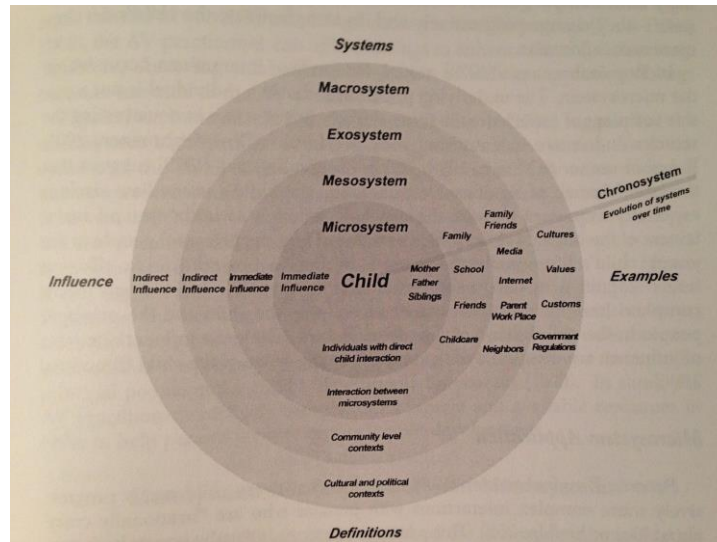 Systems
Macrosystem
Exosystem
Mesosystem
Microsystem
Chronosystem
Evolution of systems
over time
Influence
Indirect
Influence
Indirect
Influence
Immediate
Influence
Immediate
Influence
Child
Mother
Father
Siblings
Family
School
Friends
Childcare
Family
Friends
Media
Internet
Parent
Work Place
Neighbors
Cultures
Values
Customs
Government
Regulations
Examples
Individuals with direct
child interaction
Interaction between
microsystems
Community level
contexts
Cultural and political
contexts
Definitions